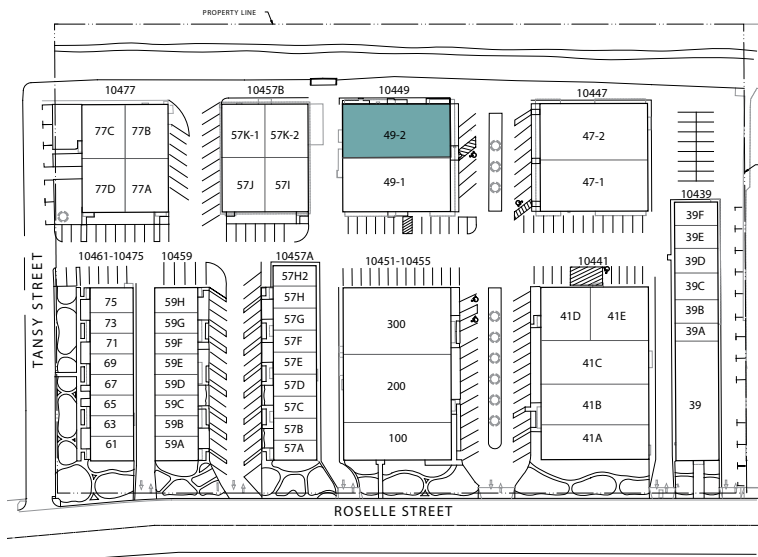 PROPERTY LINE
10477
10457B
10449
10447
77C
77B
77D
77A
57K-1
57K-2
57J
57I
49-2
49-1
47-2
47-1
10439
39F
39E
39D
39C
39B
39A
39
10461-10475
75
73
71
69
67
65
63
61
10459
59H
59G
59F
59E
59D
59C
59B
59A
10457A
57H2
57H
57G
57F
57E
57D
57C
57B
57A
10451-10455
300
200
100
10441
41D
41E
41C
41B
41A
TANSY STREET
ROSELLE STREET